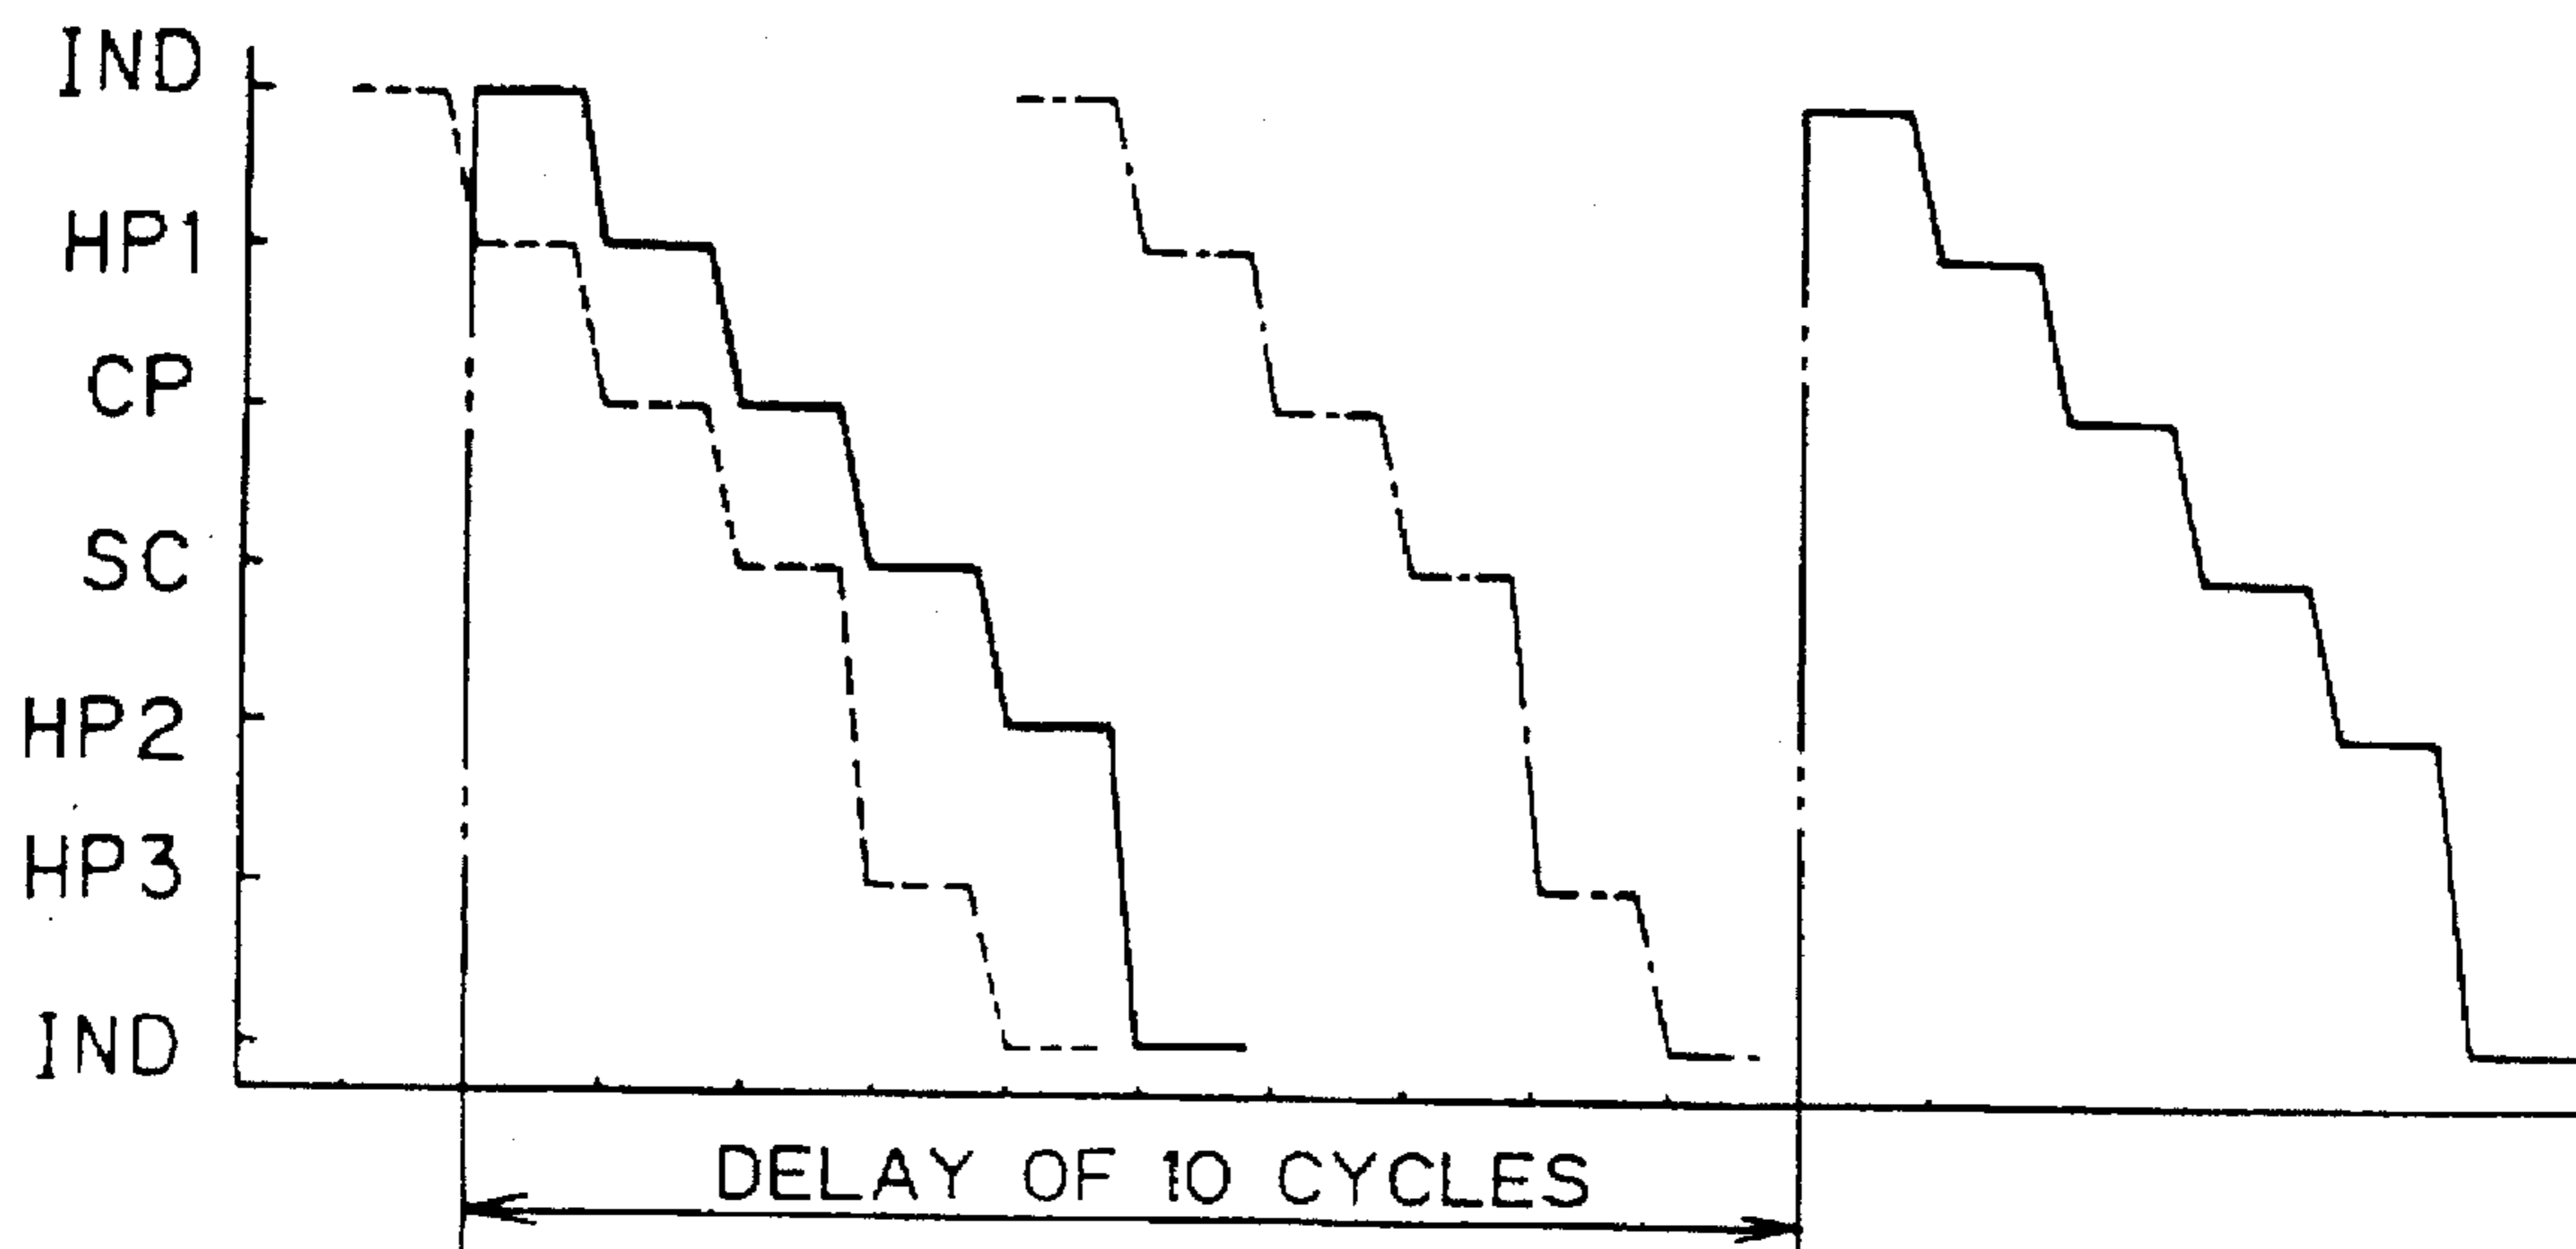 IND
HP1
CP
SC
HP2
HP3
IND
DELAY OF 10 CYCLES